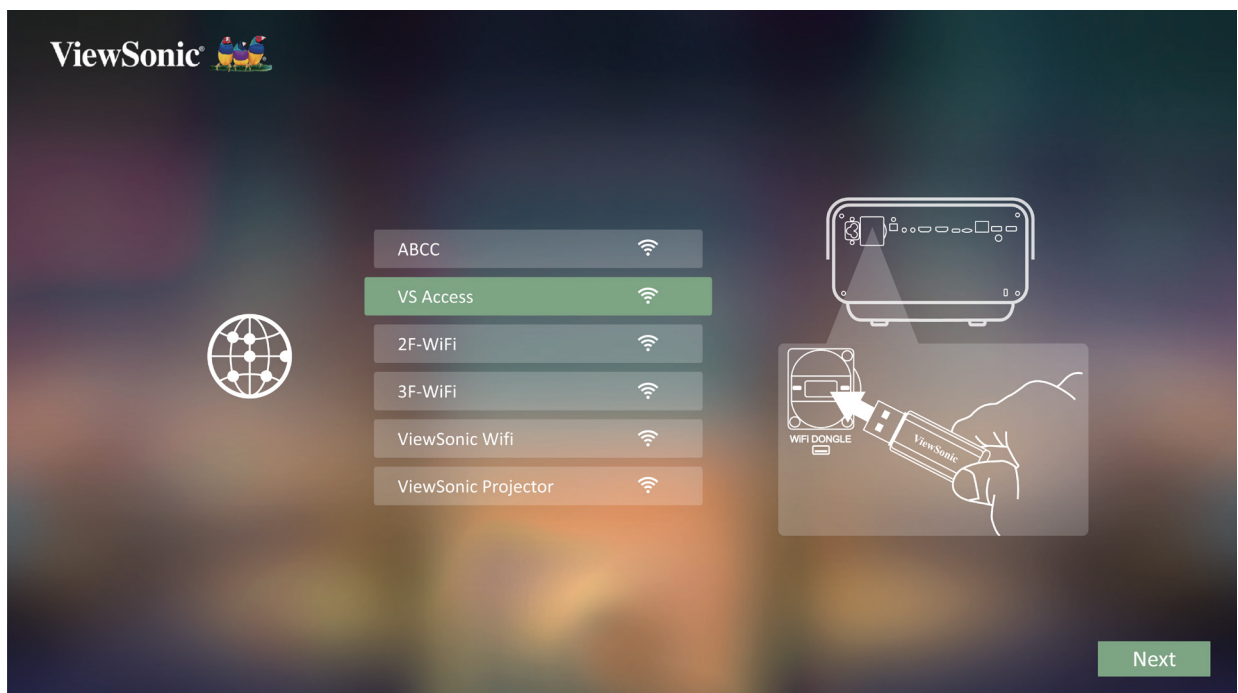 ViewSonic®
ABCC
VS Access
2F-WiFi
3F-WiFi
ViewSonic Wifi
ViewSonic Projector
WIFI DONGLE
ViewSonic
Next